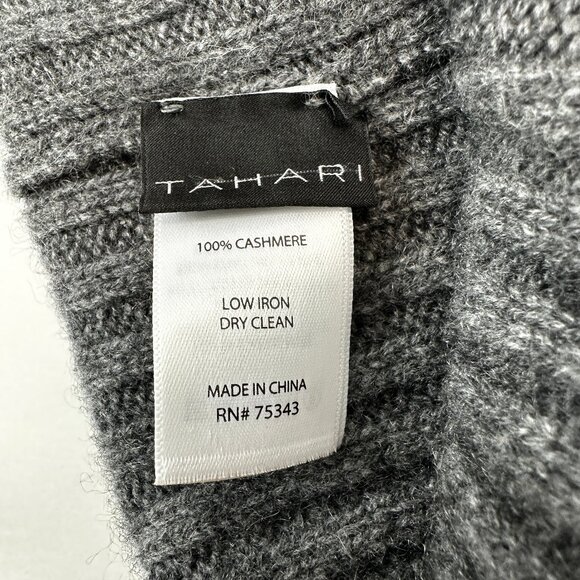 TAHARI
100% CASHMERE
LOW IRON
DRY CLEAN
MADE IN CHINA
RN# 75343